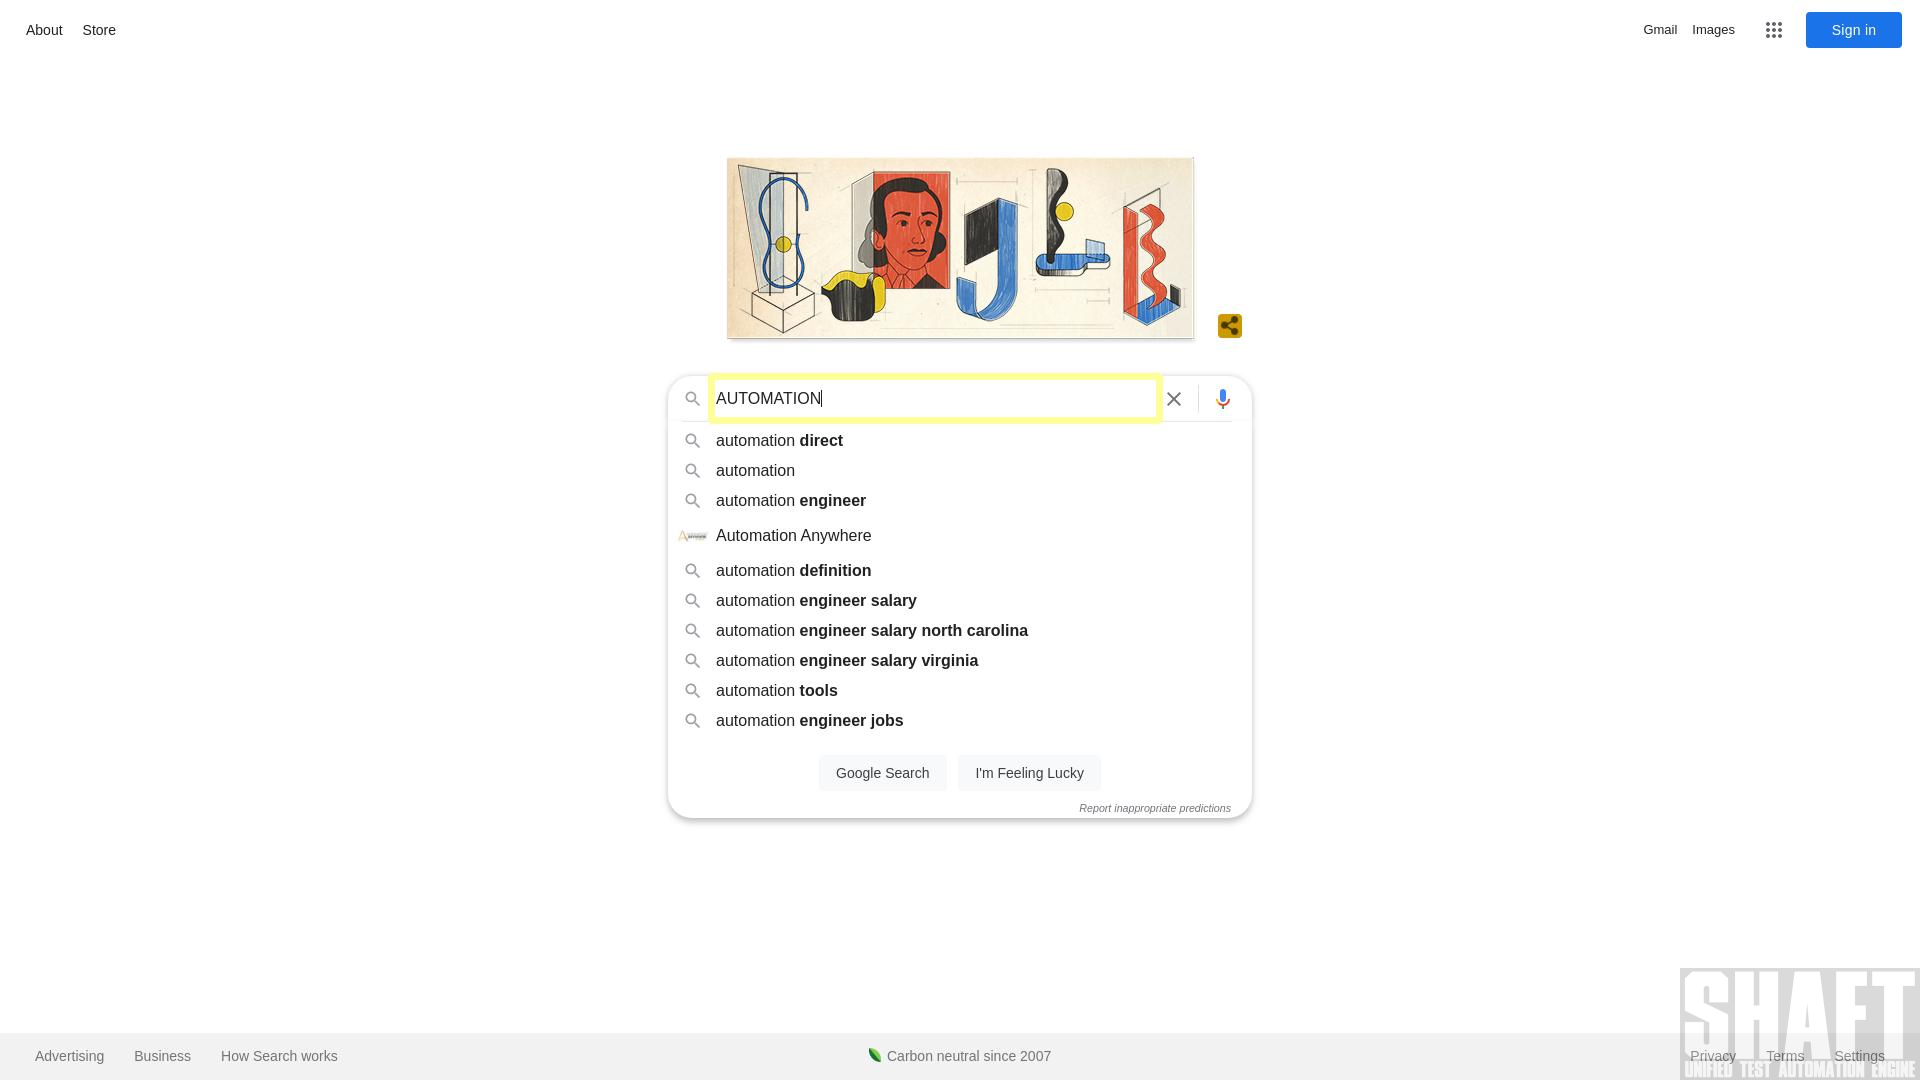 About Store
Gmail Images Sign in
AUTOMATION
automation direct
automation
automation engineer
Automation Anywhere
automation definition
automation engineer salary
automation engineer salary north carolina
automation engineer salary virginia
automation tools
automation engineer jobs
Google Search I'm Feeling Lucky
Report inappropriate predictions
SHAFT
UNIFIED TEST AUTOMATION ENGINE
Advertising Business How Search works
Carbon neutral since 2007
Privacy Terms Settings